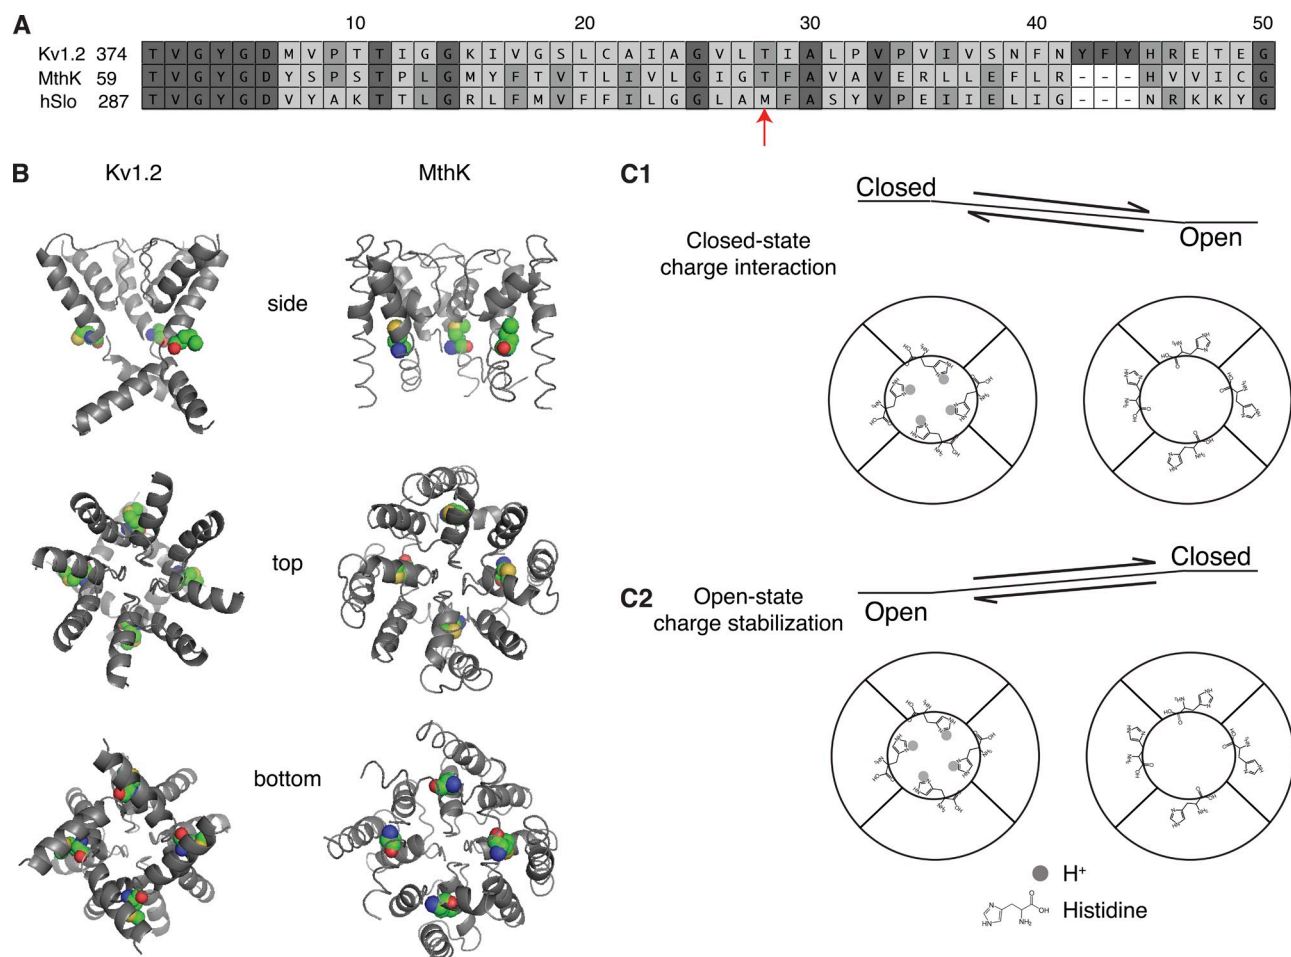 A
10 20 30 40 50
Kv1.2 374 T V G Y G D M V P T T I G G K I V G S L C A I A G V L T I A L P V P V I V S N F N Y F Y H R E T E G
MthK 59 T V G Y G D Y S P S T P L G M Y F T V T L I V L G I G T F A V A V E R L L E F L R - - - H V V I C G
hSlo 287 T V G Y G D V Y A K T T L G R L F M V F F I L G G L A M F A S Y V P E I I E L I G - - - N R K K Y G
B
Kv1.2
MthK
side
top
bottom
C1
Closed-state
charge interaction
Closed
Open
C2
Open-state
charge stabilization
Closed
Open
H⁺
Histidine